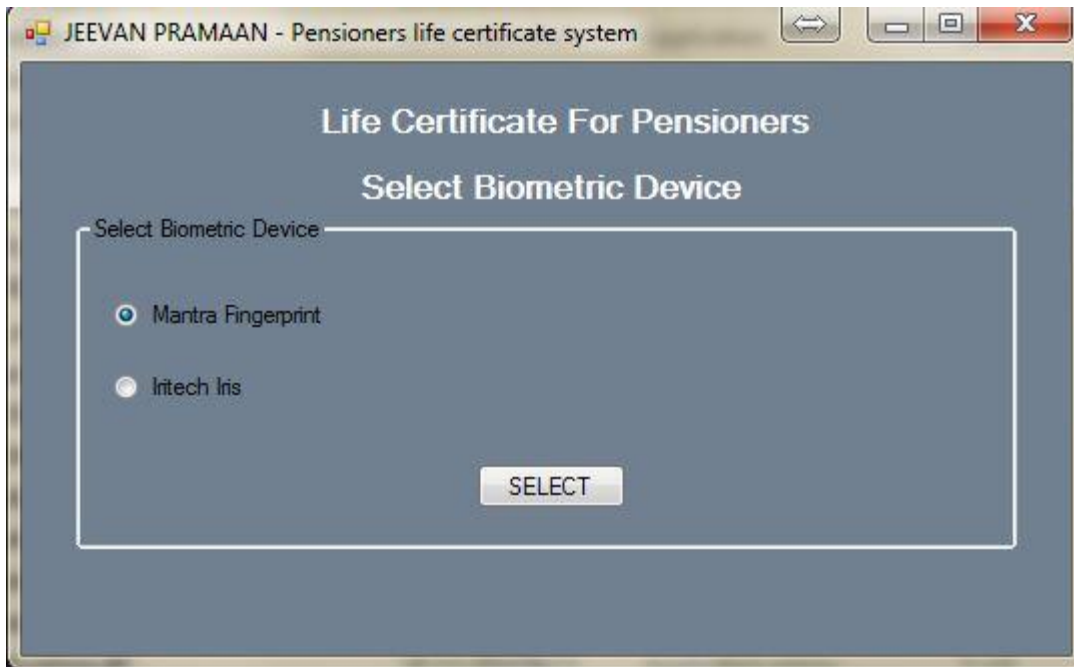 JEEVAN PRAMAAN - Pensioners life certificate system
Life Certificate For Pensioners
Select Biometric Device
Select Biometric Device
Mantra Fingerprint
Iritech Iris
SELECT